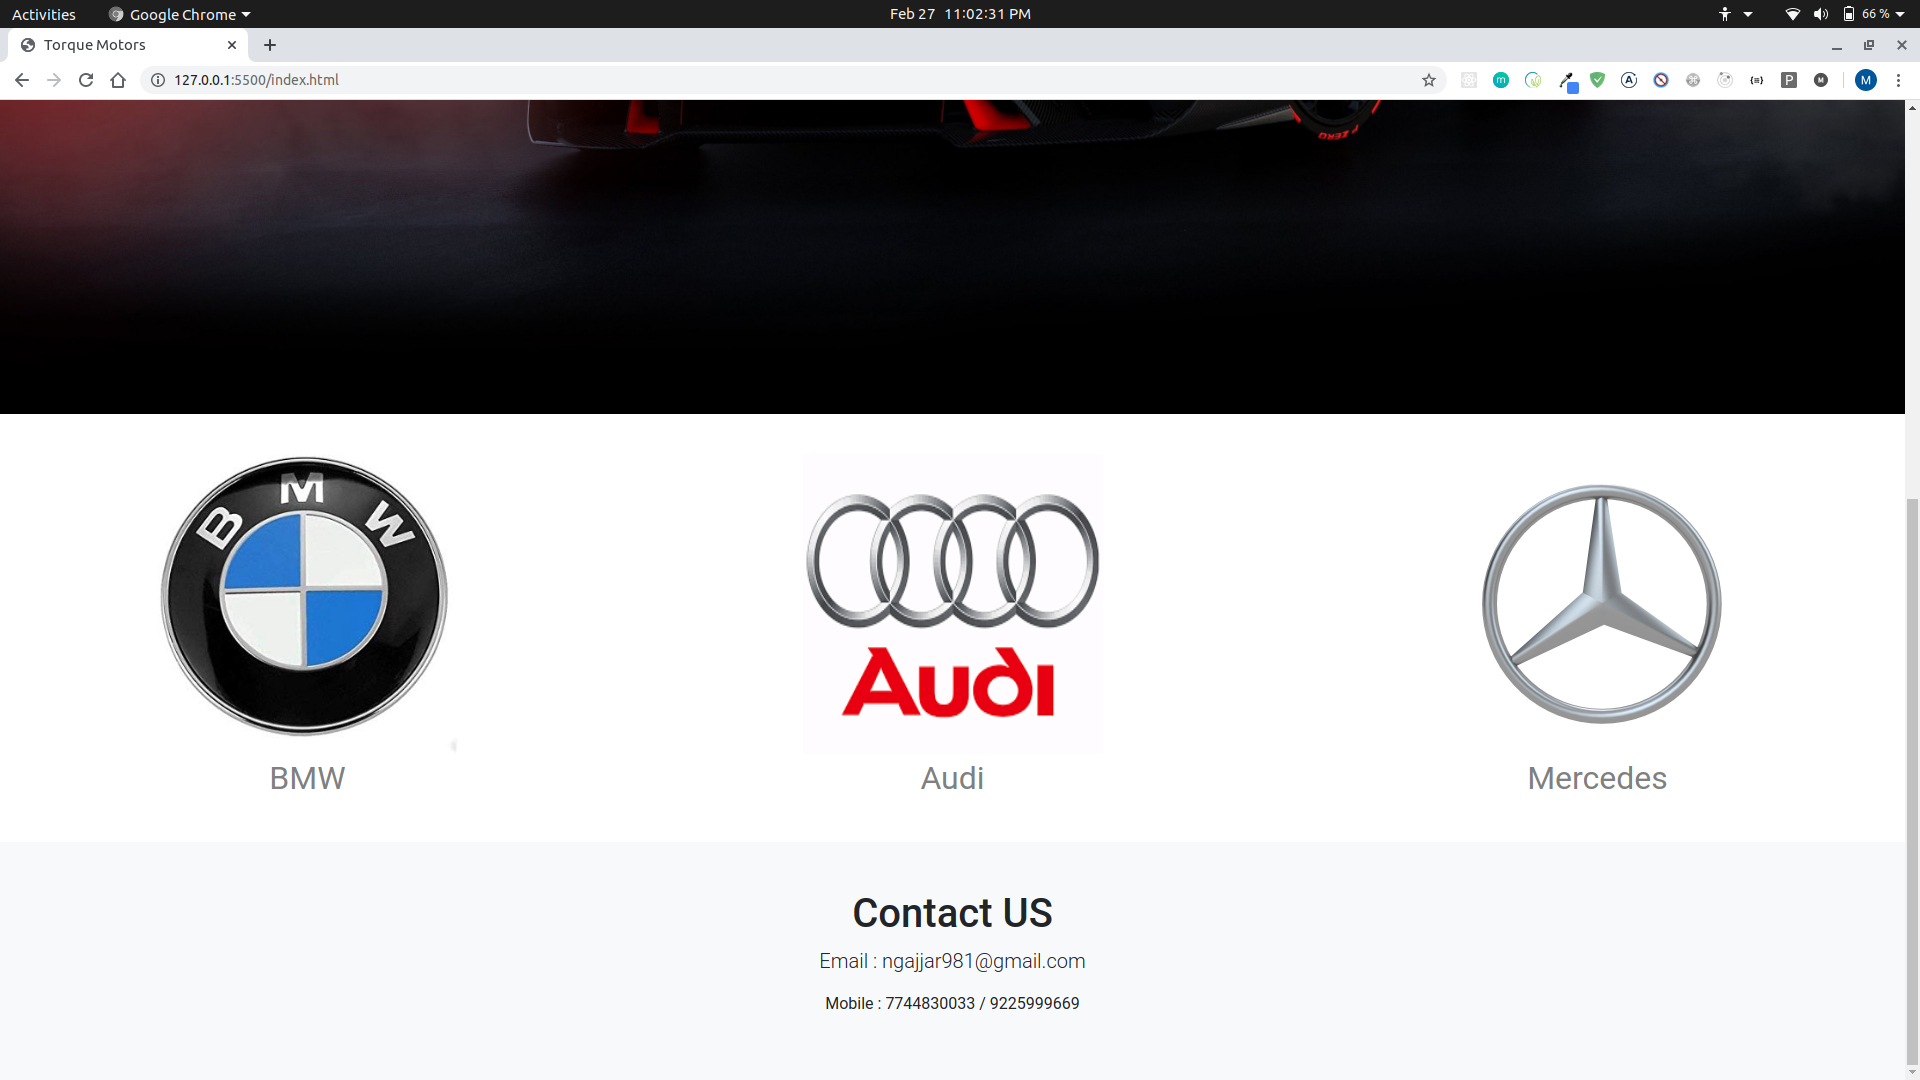 Activities Google Chrome Feb 27 11:02:31 PM 66 %
Torque Motors
127.0.0.1:5500/index.html
P ZERO
BMW
Audi
BMW Audi Mercedes
Contact US
Email : ngajjar981@gmail.com
Mobile : 7744830033 / 9225999669